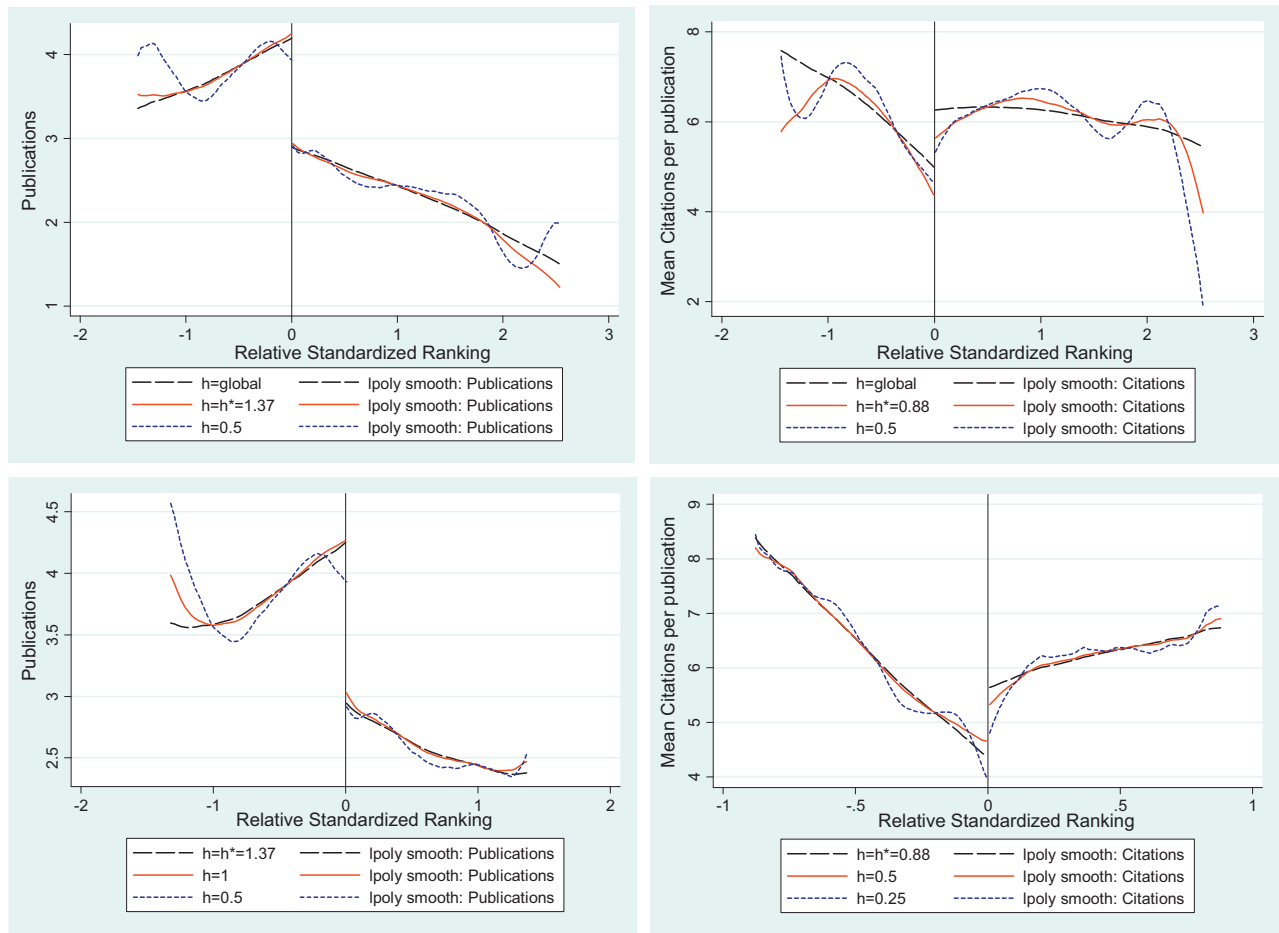 Publications
4
3
2
1
-2 -1 0 1 2 3
Relative Standardized Ranking
h=global lpoly smooth: Publications
h=h*=1.37 lpoly smooth: Publications
h=0.5 lpoly smooth: Publications
Mean Citations per publication
8
6
4
2
-2 -1 0 1 2 3
Relative Standardized Ranking
h=global lpoly smooth: Citations
h=h*=0.88 lpoly smooth: Citations
h=0.5 lpoly smooth: Citations
Publications
4.5
4
3.5
3
2.5
-2 -1 0 1 2
Relative Standardized Ranking
h=h*=1.37 lpoly smooth: Publications
h=1 lpoly smooth: Publications
h=0.5 lpoly smooth: Publications
Mean Citations per publication
9
8
7
6
5
4
-1 -.5 0 .5 1
Relative Standardized Ranking
h=h*=0.88 lpoly smooth: Citations
h=0.5 lpoly smooth: Citations
h=0.25 lpoly smooth: Citations